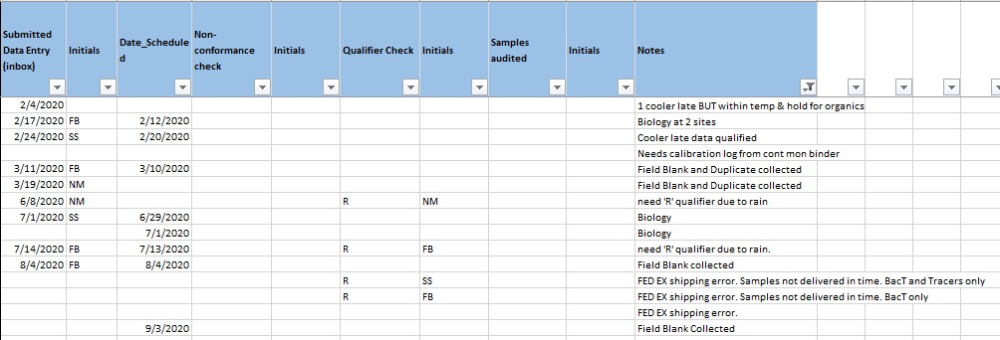 Submitted Data Entry (inbox) Initials Date_Scheduled Non-conformance check Initials Qualifier Check Initials Samples audited Initials Notes
2/4/2020 1 cooler late BUT within temp & hold for organics
2/17/2020 FB 2/12/2020 Biology at 2 sites
2/24/2020 SS 2/20/2020 Cooler late data qualified
Needs calibration log from cont mon binder
3/11/2020 FB 3/10/2020 Field Blank and Duplicate collected
3/19/2020 NM Field Blank and Duplicate collected
6/8/2020 NM R NM need 'R' qualifier due to rain
7/1/2020 SS 6/29/2020 Biology
7/1/2020 Biology
7/14/2020 FB 7/13/2020 R FB need 'R' qualifier due to rain.
8/4/2020 FB 8/4/2020 Field Blank collected
R SS FED EX shipping error. Samples not delivered in time. BacT and Tracers only
R FB FED EX shipping error. Samples not delivered in time. BacT only
FED EX shipping error.
9/3/2020 Field Blank Collected